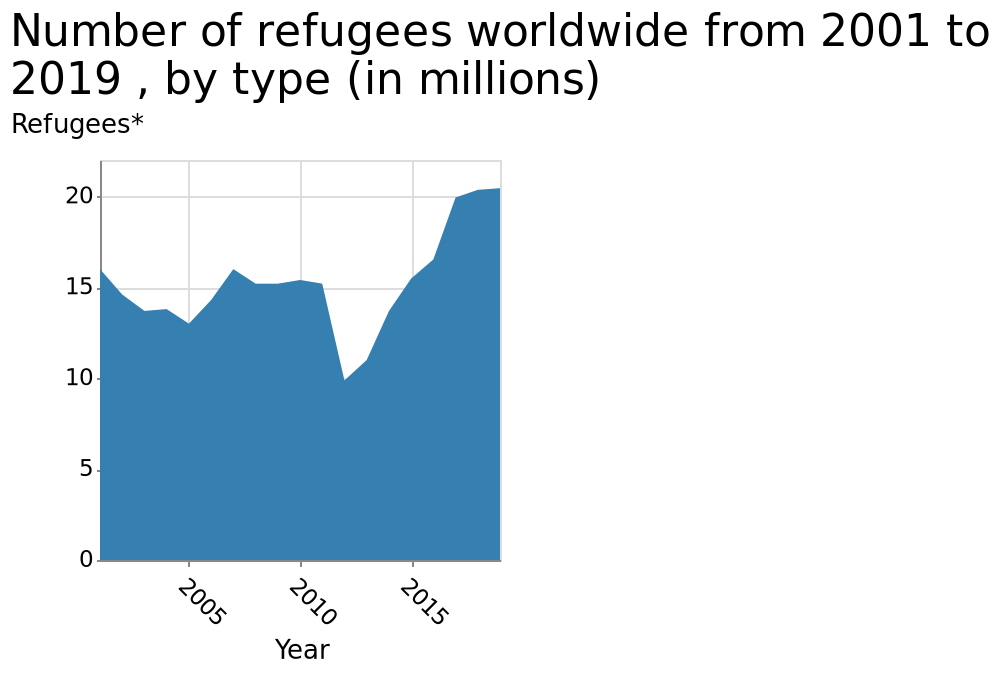 Number of refugees worldwide from 2001 to
2019 , by type (in millions)
Refugees*
20
15
10
5
0
2005
2010
2015
Year